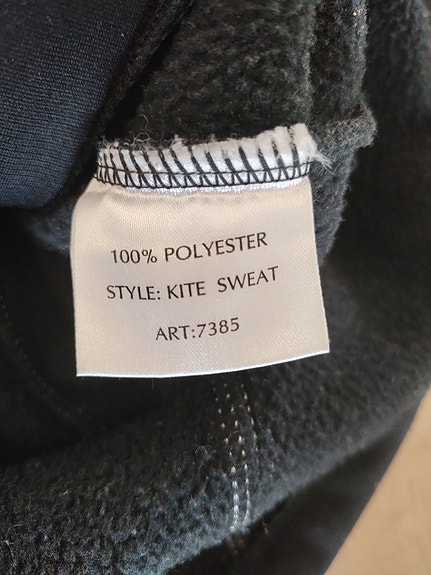 100% POLYESTER
STYLE: KITE SWEAT
ART:7385